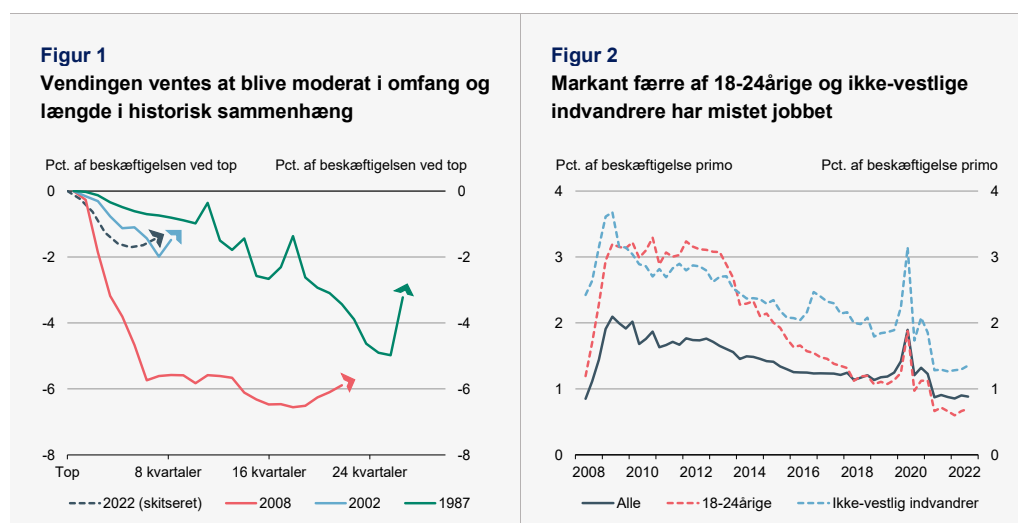 Figur 1
Vendingen ventes at blive moderat i omfang og
længde i historisk sammenhæng
Pct. af beskæftigelsen ved top
Pct. af beskæftigelsen ved top
0
0
-2
-2
-4
-4
-6
-6
-8
-8
Top
8 kvartaler
16 kvartaler
24 kvartaler
2022 (skitseret)
2008
2002
1987
Figur 2
Markant færre af 18-24årige og ikke-vestlige
indvandrere har mistet jobbet
Pct. af beskæftigelse primo
Pct. af beskæftigelse primo
4
4
3
3
2
2
1
1
0
0
2008
2010
2012
2014
2016
2018
2020
2022
Alle
18-24årige
Ikke-vestlig indvandrer